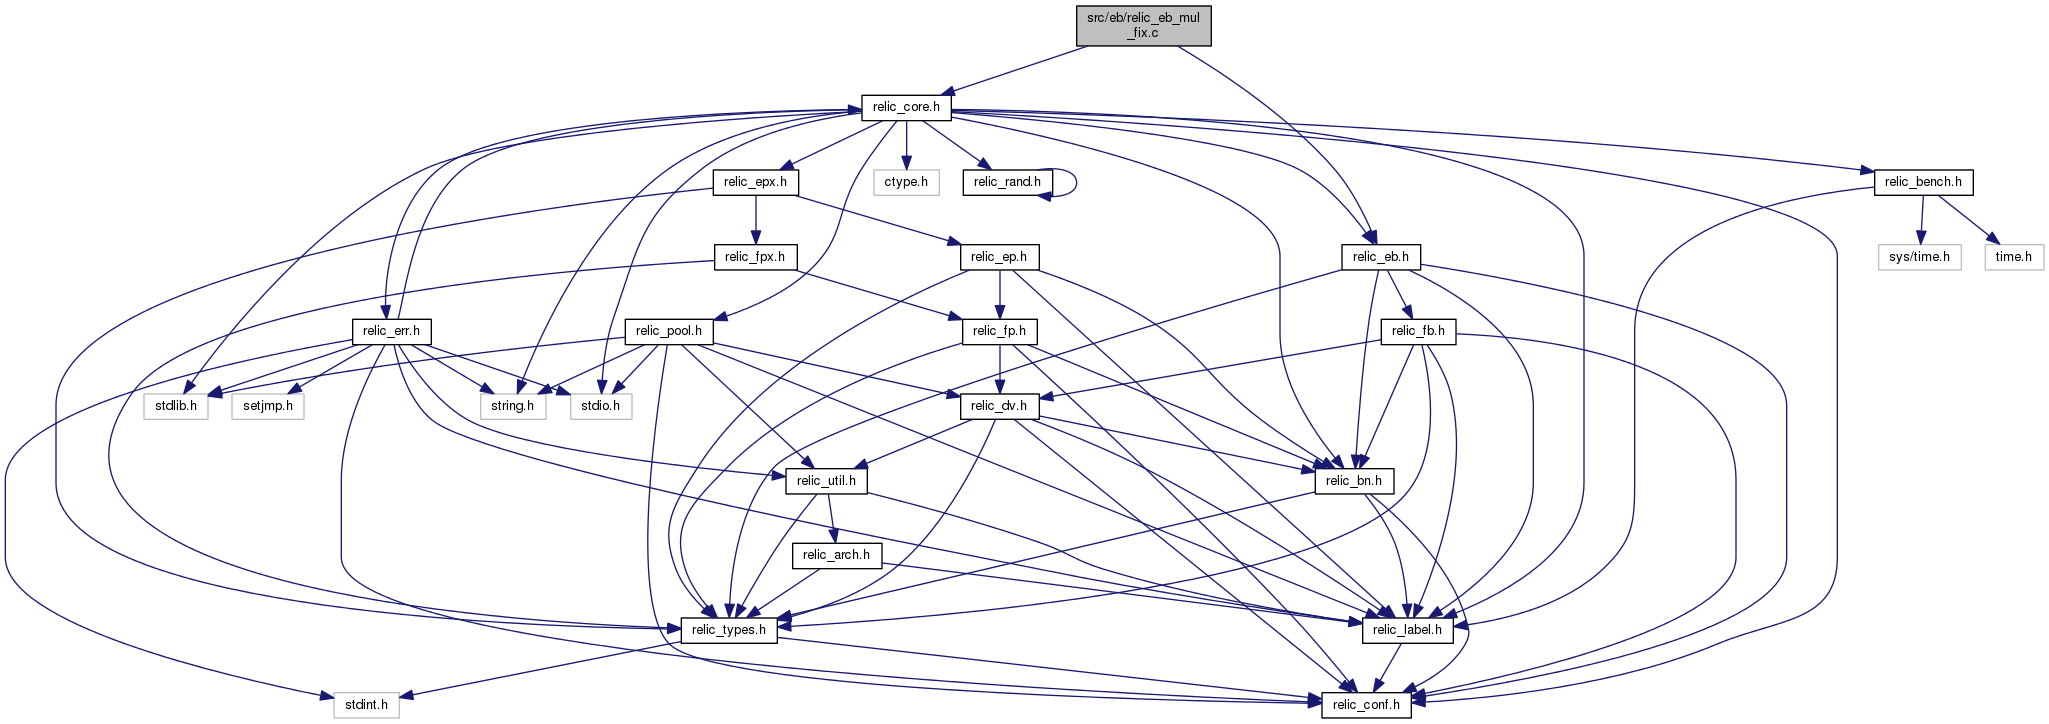 src/eb/relic_eb_mul
_fix.c
relic_core.h
relic_epx.h
ctype.h
relic_rand.h
relic_bench.h
relic_fpx.h
relic_ep.h
relic_eb.h
sys/time.h
time.h
relic_err.h
relic_pool.h
relic_fp.h
relic_fb.h
stdlib.h
setjmp.h
string.h
stdio.h
relic_dv.h
relic_util.h
relic_bn.h
relic_arch.h
relic_types.h
relic_label.h
stdint.h
relic_conf.h